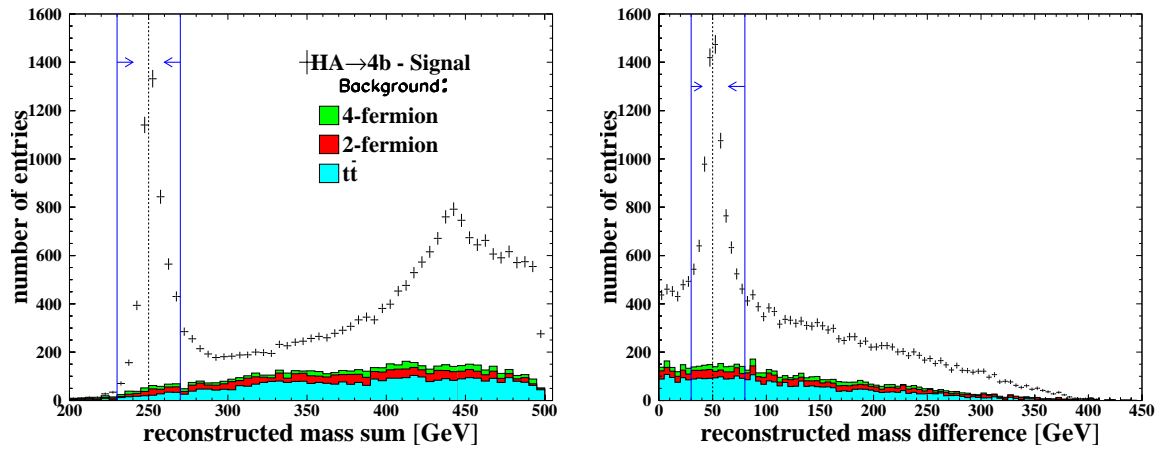 1600
1400
1200
1000
800
600
400
200
0
number of entries
HA→4b - Signal
Background:
4-fermion
2-fermion
tt̄
200 250 300 350 400 450 500
reconstructed mass sum [GeV]
1600
1400
1200
1000
800
600
400
200
0
number of entries
0 50 100 150 200 250 300 350 400 450
reconstructed mass difference [GeV]